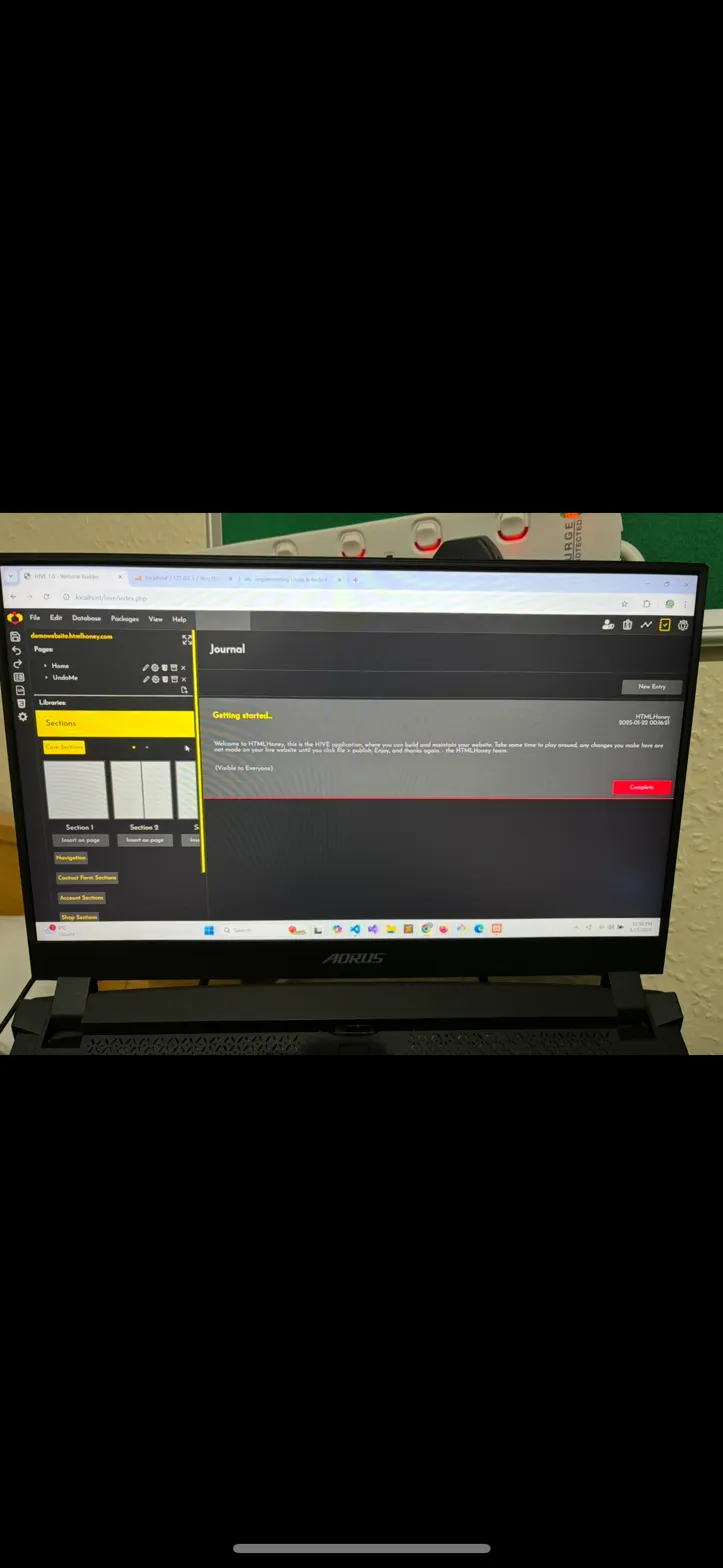 URGE
OTECTED
HIVE 1.0 - Website Builder
localhost / 127.0.0.1 /
Implementing Undo & Redo
localhost/hive/index.php
File Edit Database Packages View Help
demowebsite.htmlhoney.com
Pages:
Home
UndoMe
Libraries:
Sections
Core Sections
Section 1
Section 2
S
Insert on page
Insert on page
Ins
Navigation
Contact Form Sections
Account Sections
Shop Sections
Journal
New Entry
Getting started...
HTMLHoney
2025-01-22 00:16:21
Welcome to HTMLHoney, this is the HIVE application, where you can build and maintain your website. Take some time to play around, any changes you make here are
not made on your live website until you click file > publish. Enjoy, and thanks again. - the HTMLHoney team.
(Visible to Everyone)
Complete
Search
AORUS